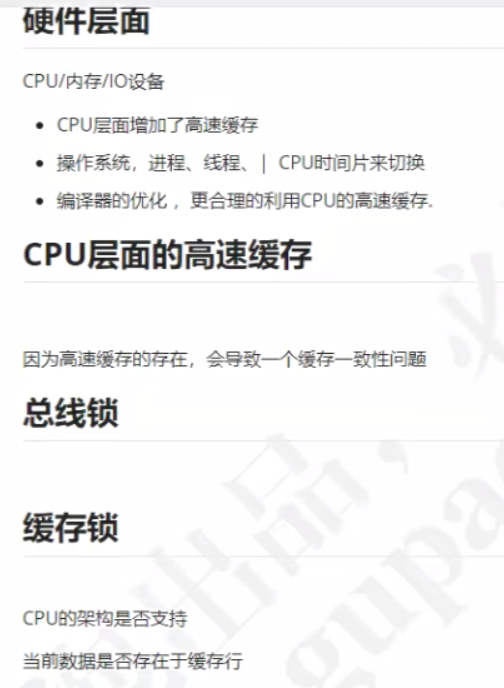 硬件层面
CPU/内存/IO设备
CPU层面增加了高速缓存
操作系统，进程、线程、| CPU时间片来切换
编译器的优化 ，更合理的利用CPU的高速缓存.
CPU层面的高速缓存
因为高速缓存的存在，会导致一个缓存一致性问题
总线锁
缓存锁
CPU的架构是否支持
当前数据是否存在于缓存行
出品，必
gupao